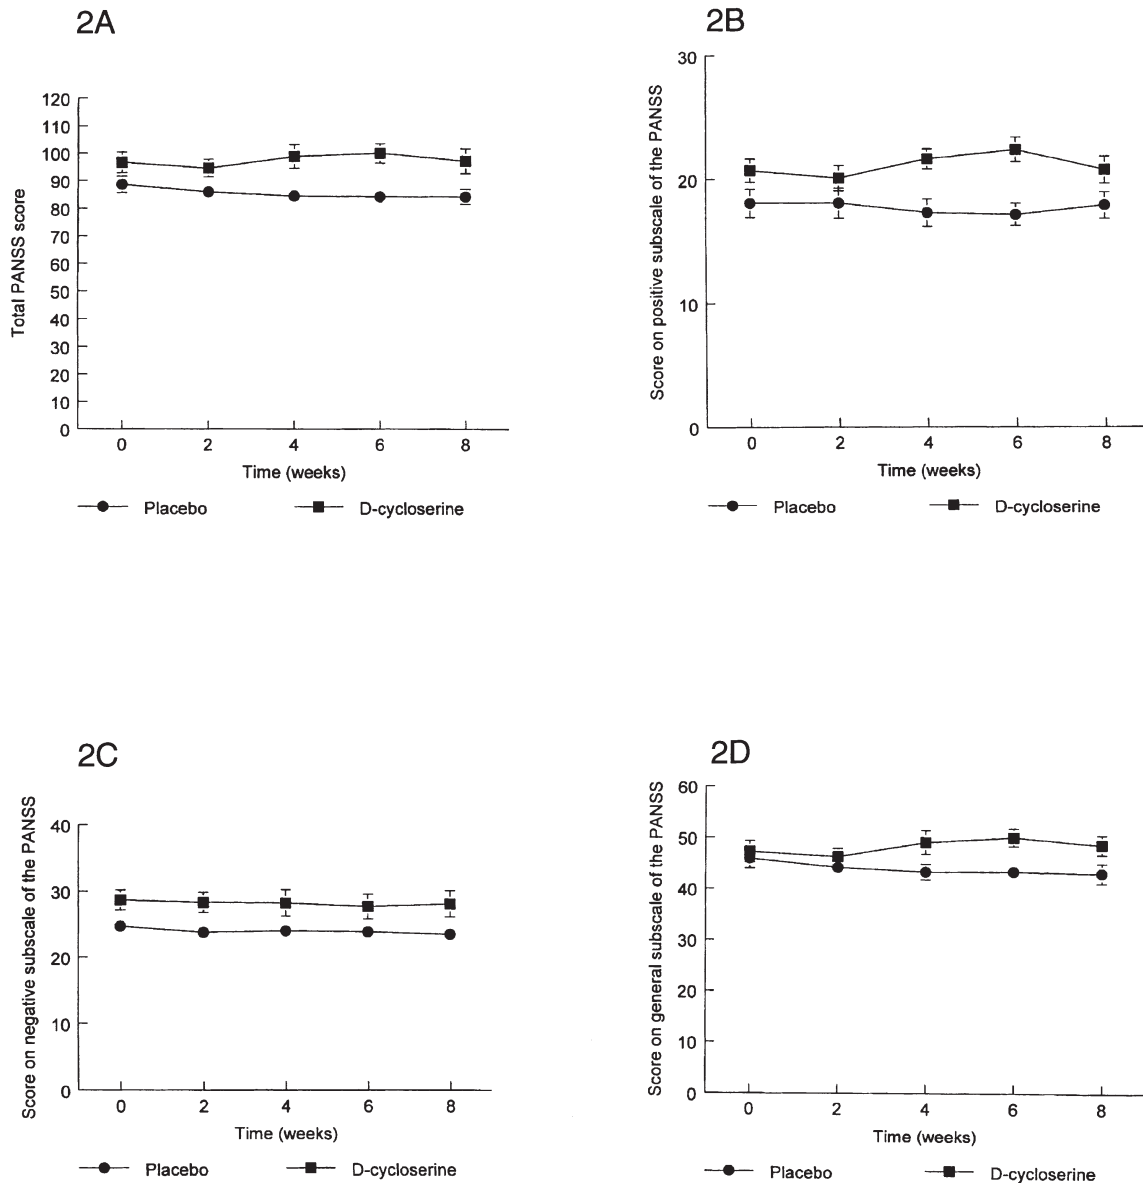 2A
Total PANSS score
120
110
100
90
80
70
60
50
40
30
20
10
0
0 2 4 6 8
Time (weeks)
Placebo D-cycloserine
2B
Score on positive subscale of the PANSS
30
20
10
0
0 2 4 6 8
Time (weeks)
Placebo D-cycloserine
2C
Score on negative subscale of the PANSS
40
30
20
10
0
0 2 4 6 8
Time (weeks)
Placebo D-cycloserine
2D
Score on general subscale of the PANSS
60
50
40
30
20
10
0
0 2 4 6 8
Time (weeks)
Placebo D-cycloserine